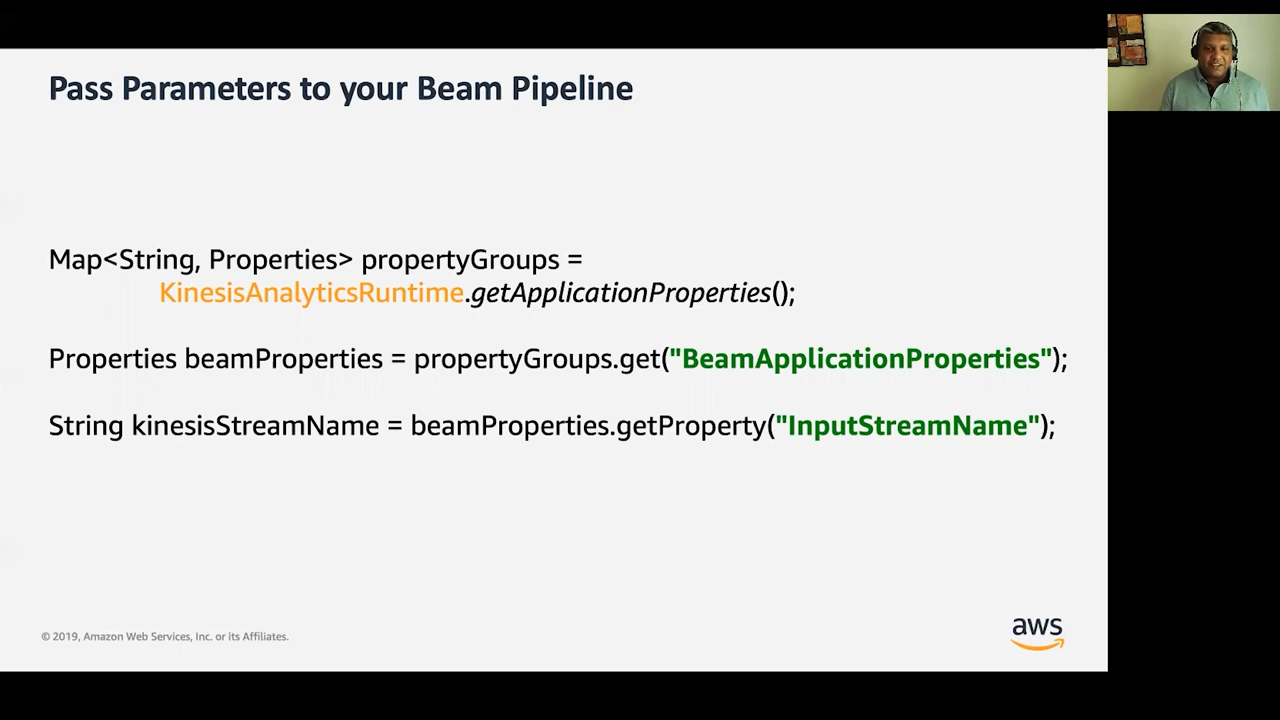 Pass Parameters to your Beam Pipeline
Map<String, Properties> propertyGroups =
KinesisAnalyticsRuntime.getApplicationProperties();
Properties beamProperties = propertyGroups.get("BeamApplicationProperties");
String kinesisStreamName = beamProperties.getProperty("InputStreamName");
© 2019, Amazon Web Services, Inc. or its Affiliates.
aws